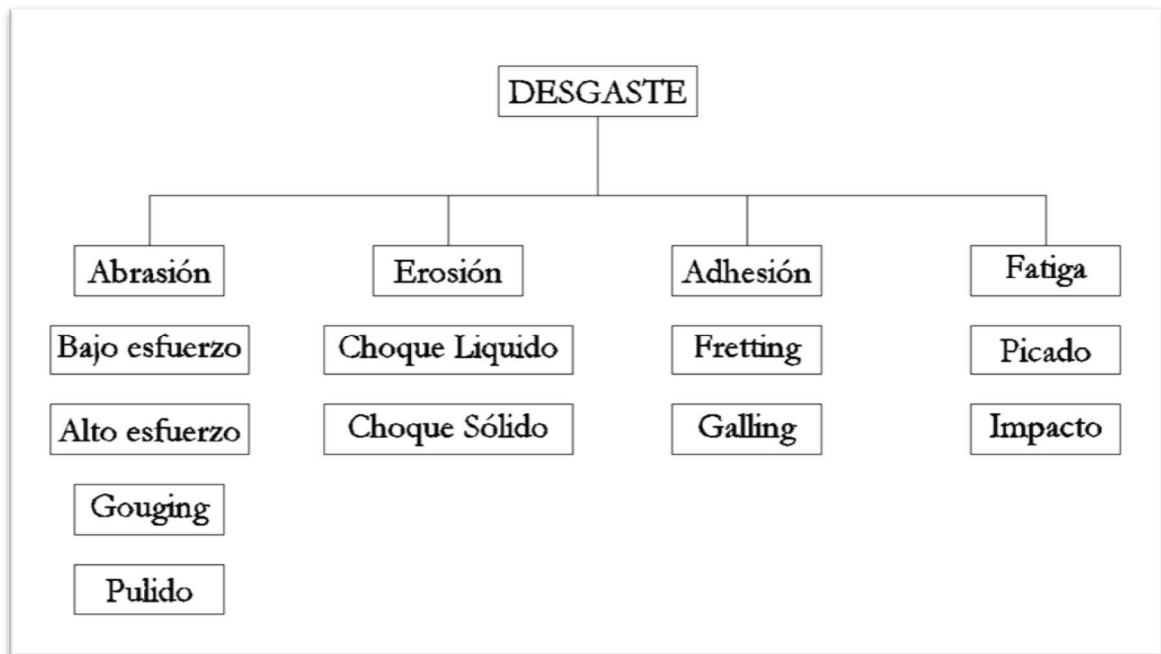 DESGASTE
Abrasión
Erosión
Adhesión
Fatiga
Bajo esfuerzo
Choque Liquido
Fretting
Picado
Alto esfuerzo
Choque Sólido
Galling
Impacto
Gouging
Pulido